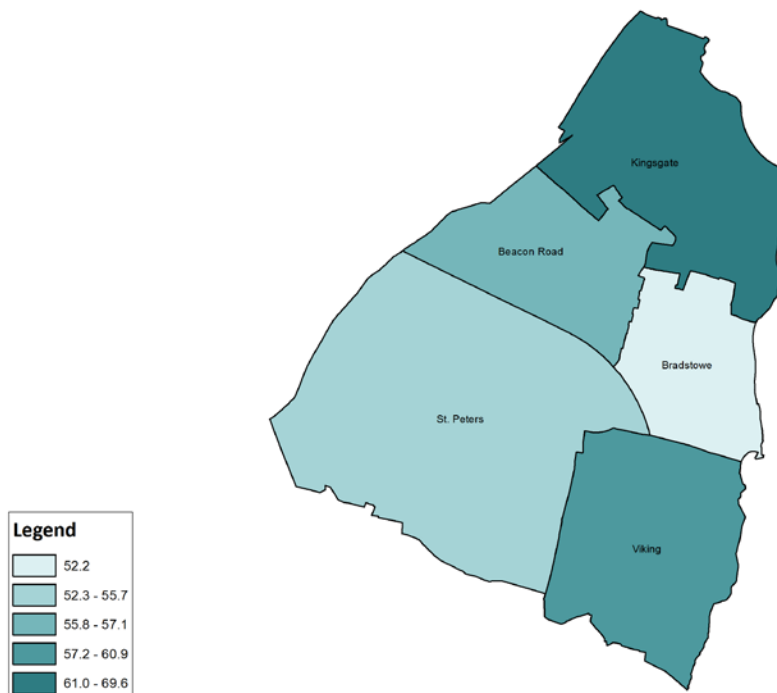 Kingsgate
Beacon Road
Bradstowe
St. Peters
Viking
Legend
52.2
52.3 - 55.7
55.8 - 57.1
57.2 - 60.9
61.0 - 69.6